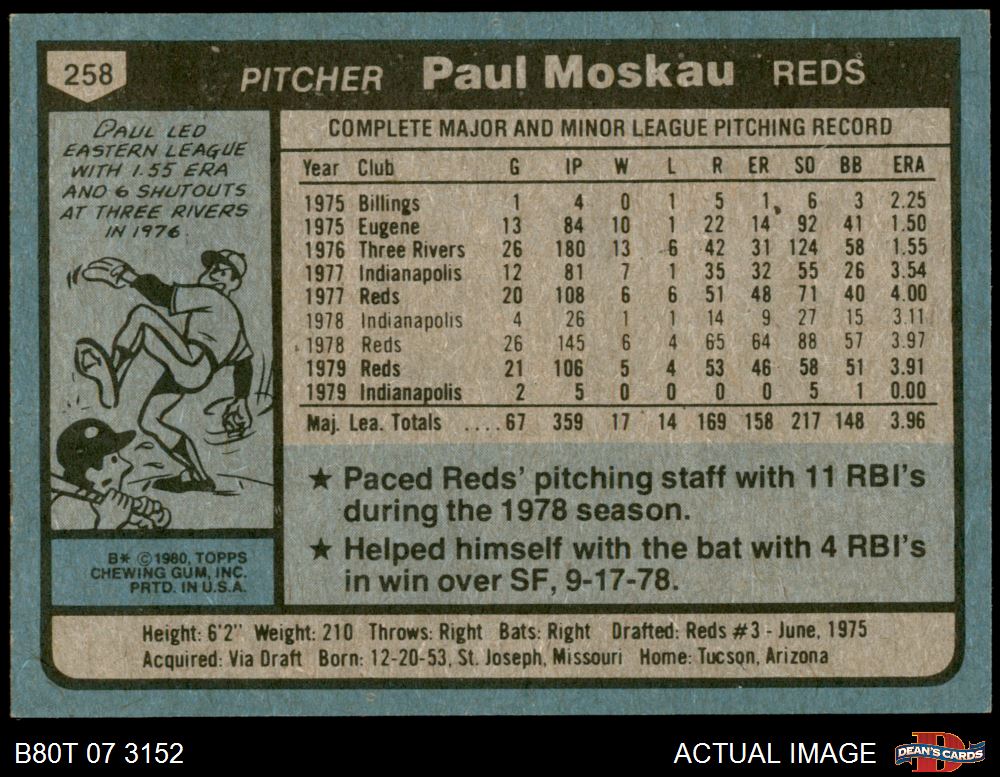 258
PITCHER Paul Moskau REDS
PAUL LED
EASTERN LEAGUE
WITH 1.55 ERA
AND 6 SHUTOUTS
AT THREE RIVERS
IN 1976.
COMPLETE MAJOR AND MINOR LEAGUE PITCHING RECORD
Year Club G IP W L R ER SO BB ERA
1975 Billings 1 4 0 1 5 1 6 3 2.25
1975 Eugene 13 84 10 1 22 14 92 41 1.50
1976 Three Rivers 26 180 13 6 42 31 124 58 1.55
1977 Indianapolis 12 81 7 1 35 32 55 26 3.54
1977 Reds 20 108 6 6 51 48 71 40 4.00
1978 Indianapolis 4 26 1 1 14 9 27 15 3.11
1978 Reds 26 145 6 4 65 64 88 57 3.97
1979 Reds 21 106 5 4 53 46 58 51 3.91
1979 Indianapolis 2 5 0 0 0 0 5 1 0.00
Maj. Lea. Totals ....67 359 17 14 169 158 217 148 3.96
★ Paced Reds' pitching staff with 11 RBI's
during the 1978 season.
★ Helped himself with the bat with 4 RBI's
in win over SF, 9-17-78.
B* ©1980, TOPPS
CHEWING GUM, INC.
PRTD. IN U.S.A.
Height: 6'2" Weight: 210 Throws: Right Bats: Right Drafted: Reds #3 - June, 1975
Acquired: Via Draft Born: 12-20-53, St. Joseph, Missouri Home: Tucson, Arizona
B80T 07 3152
ACTUAL IMAGE
D
DEAN'S CARDS